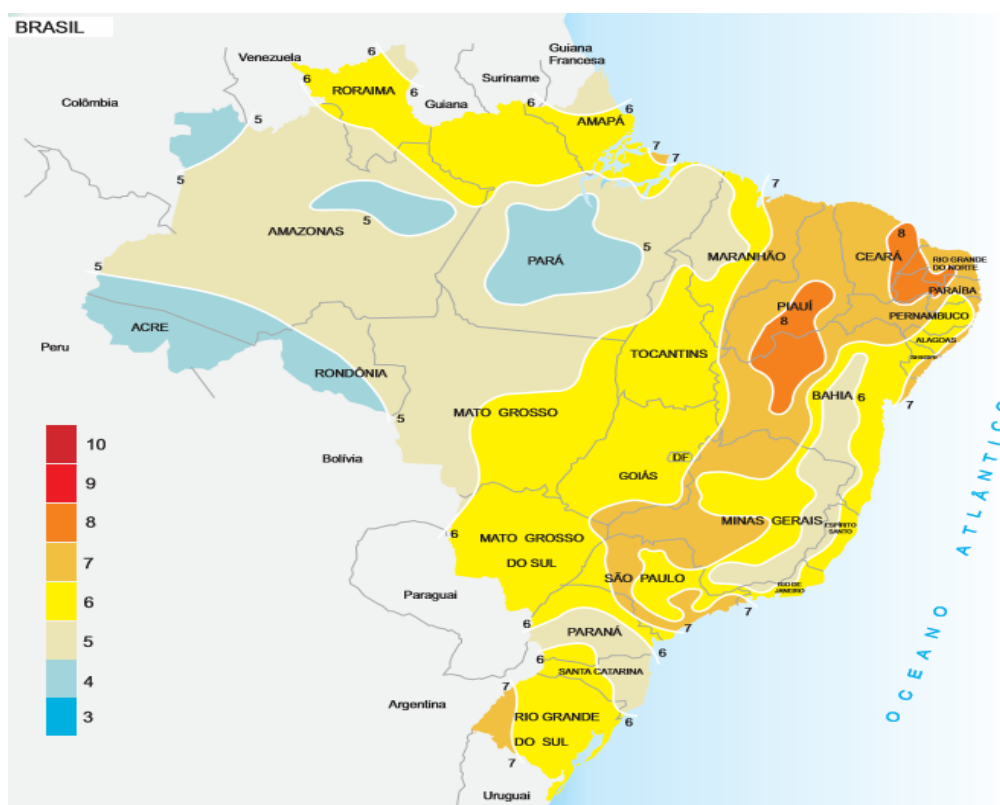 BRASIL
Venezuela
6
Guiana
Francesa
Suriname
Colômbia
6
RORAIMA
6
Guiana
6
6
AMAPÁ
5
7
7
5
7
5
AMAZONAS
5
PARÁ
MARANHÃO
8
CEARÁ
RIO GRANDE
DO NORTE
5
PARAÍBA
PIAUÍ
8
PERNAMBUCO
ACRE
Peru
ALAGOAS
SERGIPE
TOCANTINS
RONDÔNIA
BAHIA
6
7
MATO GROSSO
5
Bolívia
DF
GOIÁS
10
9
8
7
6
5
4
3
MINAS GERAIS
ESPÍRITO
SANTO
6
MATO GROSSO
DO SUL
SÃO PAULO
RIO DE
JANEIRO
7
Paraguai
6
PARANÁ
7
6
6
SANTA CATARINA
7
Argentina
RIO GRANDE
DO SUL
6
7
Uruguai
OCEANO ATLÂNTICO